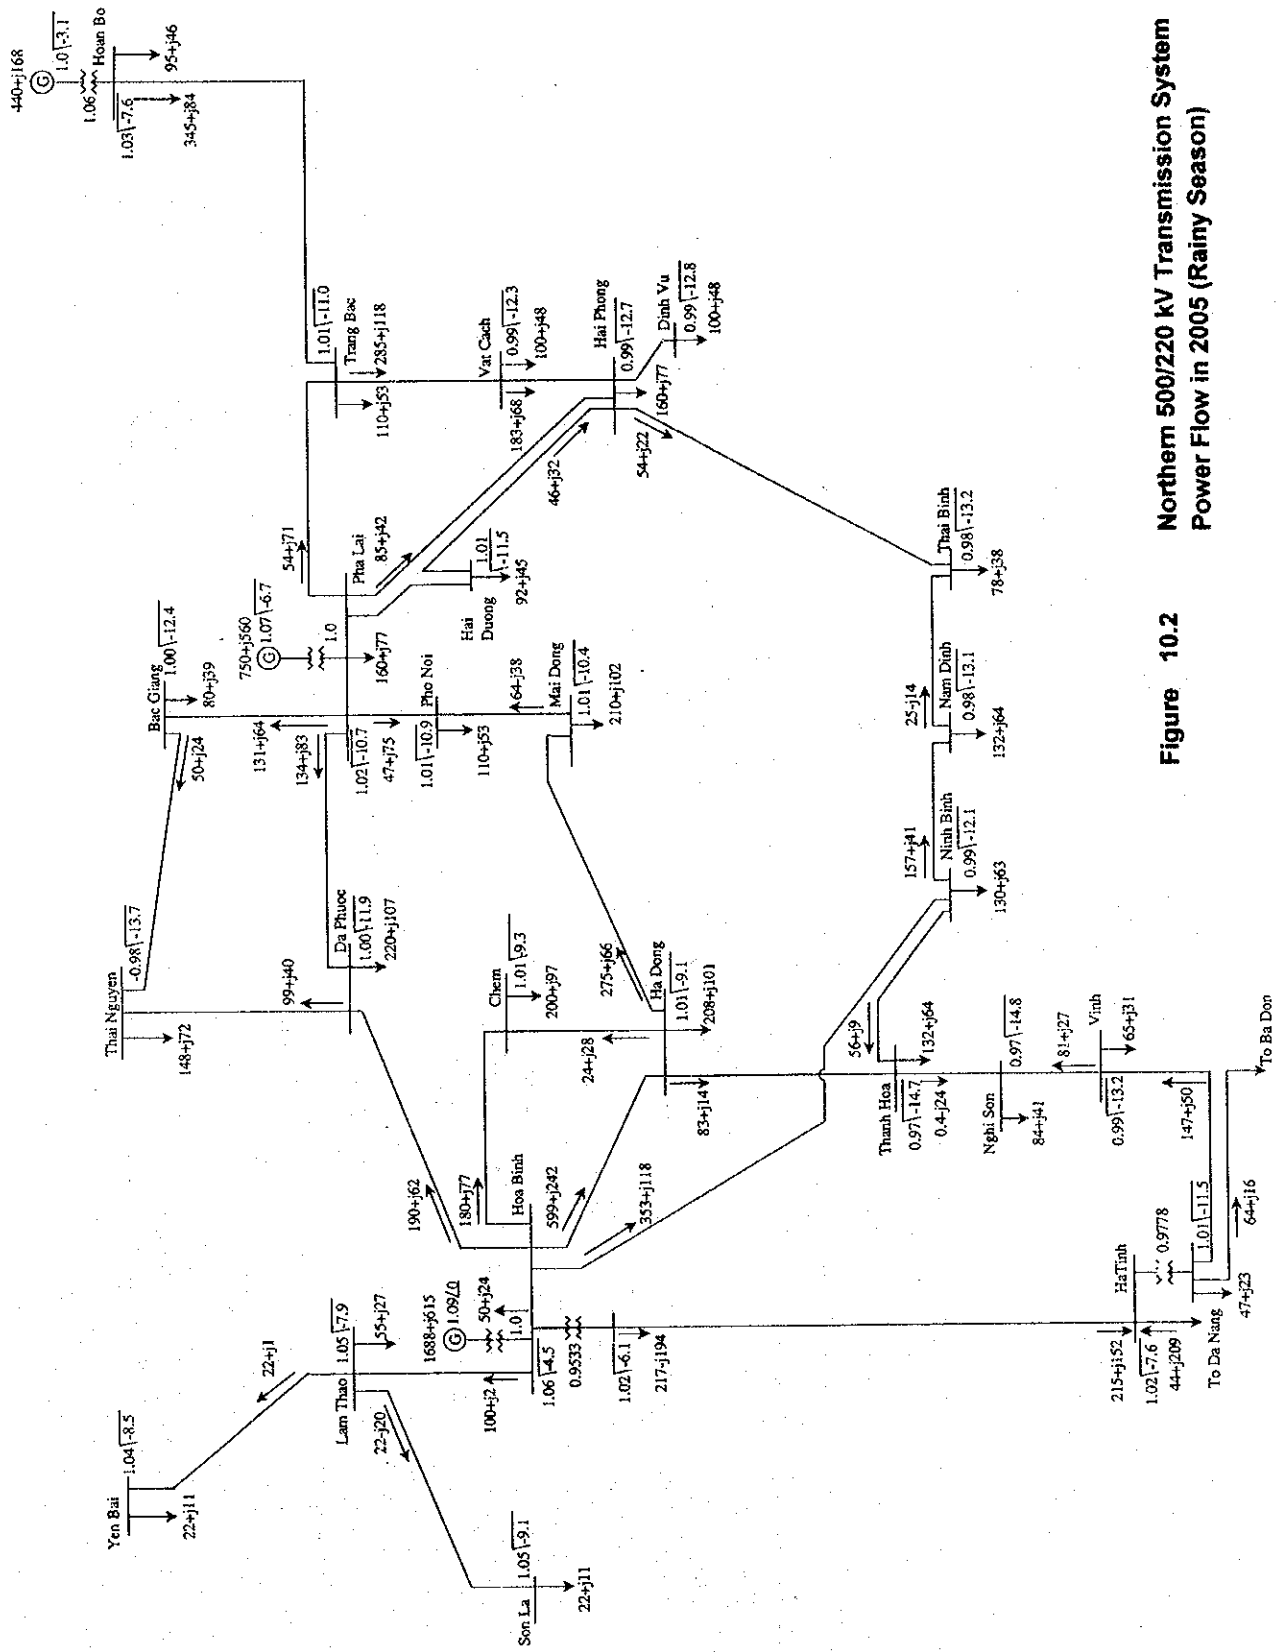 440+j168
G
1.0 -3.1
1.06
Hoan Bo
1.03 -7.6
95+j46
345+j84
1.01 -11.0
Trang Bac
285+j118
110+j53
54+j71
Vat Cach
0.99 -12.3
100+j48
183+j68
Hai Phong
0.99 -12.7
Dinh Vu
0.99 -12.8
100+j48
160+j77
46+j32
54+j22
85+j42
Pha Lai
1.01
-11.5
92+j45
Hai
Duong
Bac Giang
1.00 -12.4
80+j39
50+j24
750+j560
G
1.07 -6.7
1.0
160+j77
131+j64
134+j83
1.02 -10.7
47+j75
Pho Noi
1.01 -10.9
110+j53
64-j38
Mai Dong
1.01 -10.4
210+j102
Thai Nguyen
-0.98 -13.7
148+j72
99+j40
Da Phuoc
1.00 -11.9
220+j107
Chem
1.01 -9.3
200+j97
275+j66
Ha Dong
1.01 -9.1
208+j101
24+j28
83+j14
Thai Binh
0.98 -13.2
78+j38
25-j14
Nam Dinh
0.98 -13.1
132+j64
157+j41
Ninh Binh
0.99 -12.1
130+j63
56+j9
132+j64
Thanh Hoa
0.97 -14.7
0.4-j24
0.97 -14.8
Nghi Son
84+j41
81+j27
Vinh
65+j31
0.99 -13.2
147+j50
To Ba Don
190+j62
180+j77
Hoa Binh
599+j242
353+j118
1688+j615
G
1.09/0
50+j24
1.0
1.06 -4.5
0.9533
100+j2
1.02 -6.1
217-j194
HaTinh
0.9778
1.01 -11.5
64+j16
47+j23
215+j152
1.02 -7.6
44+j209
To Da Nang
Yen Bai
1.04 -8.5
22+j11
22+j1
Lam Thao
1.05 -7.9
55+j27
22-j20
Son La
1.05 -9.1
22+j11
Figure 10.2 Northern 500/220 kV Transmission System
Power Flow in 2005 (Rainy Season)